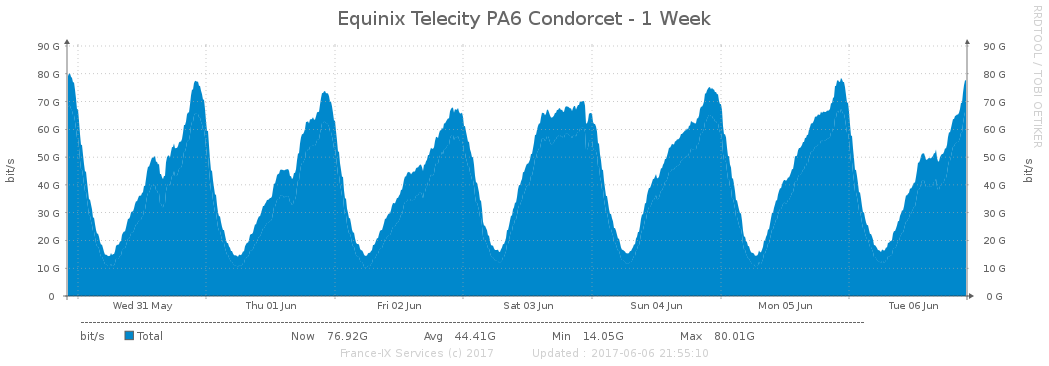 Equinix Telecity PA6 Condorcet - 1 Week
RRDTOOL / TOBI OETIKER
90 G 90 G
80 G 80 G
70 G 70 G
60 G 60 G
50 G 50 G
40 G 40 G
30 G 30 G
20 G 20 G
10 G 10 G
0 0 G
bit/s bit/s
Wed 31 May Thu 01 Jun Fri 02 Jun Sat 03 Jun Sun 04 Jun Mon 05 Jun Tue 06 Jun
bit/s Total Now 76.92G Avg 44.41G Min 14.05G Max 80.01G
France-IX Services (c) 2017 Updated : 2017-06-06 21:55:10